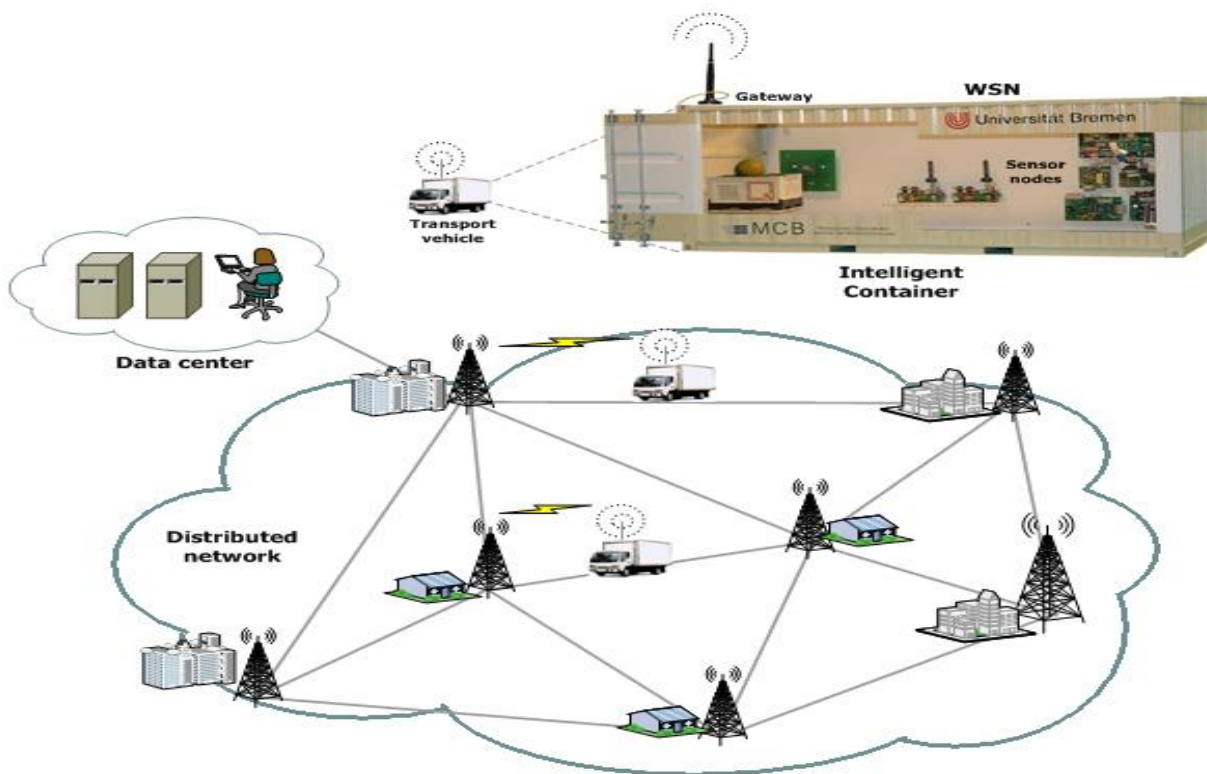 WSN
Gateway
Universität Bremen
Sensor
nodes
MCB
Transport
vehicle
Intelligent
Container
Data center
Distributed
network